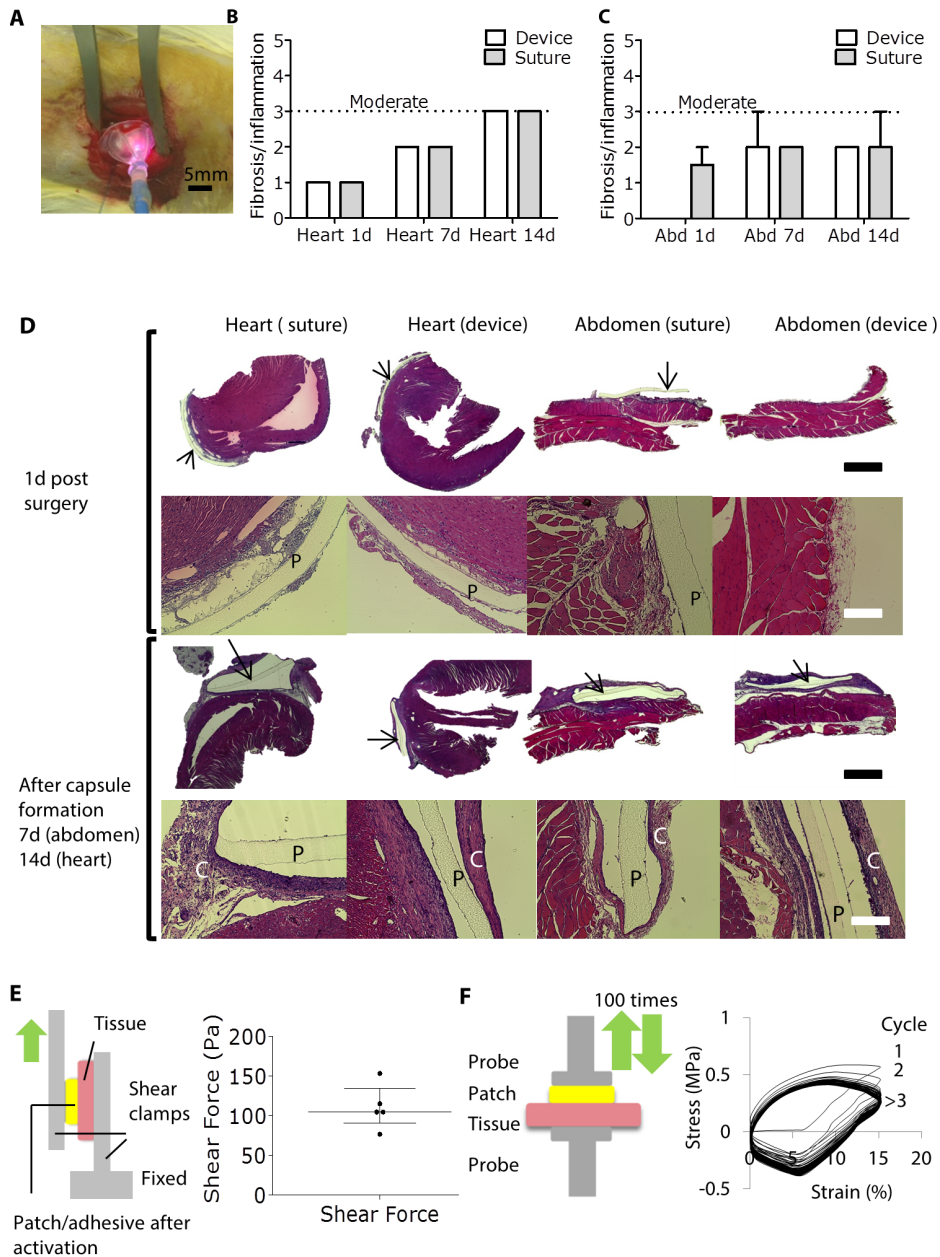 A
5mm
B
Fibrosis/inflammation
5
4
3
2
1
0
Moderate
Device
Suture
Heart 1d
Heart 7d
Heart 14d
C
Fibrosis/inflammation
5
4
3
2
1
0
Moderate
Device
Suture
Abd 1d
Abd 7d
Abd 14d
D
Heart ( suture)
Heart (device)
Abdomen (suture)
Abdomen (device )
1d post
surgery
P
P
P
After capsule
formation
7d (abdomen)
14d (heart)
C
P
P
C
P
C
P
C
E
Tissue
Shear
clamps
Fixed
Patch/adhesive after
activation
Shear Force (Pa)
200
150
100
50
0
Shear Force
F
100 times
Probe
Patch
Tissue
Probe
Stress (MPa)
1
0.5
0
-0.5
0
5
10
15
20
Strain (%)
Cycle
1
2
>3